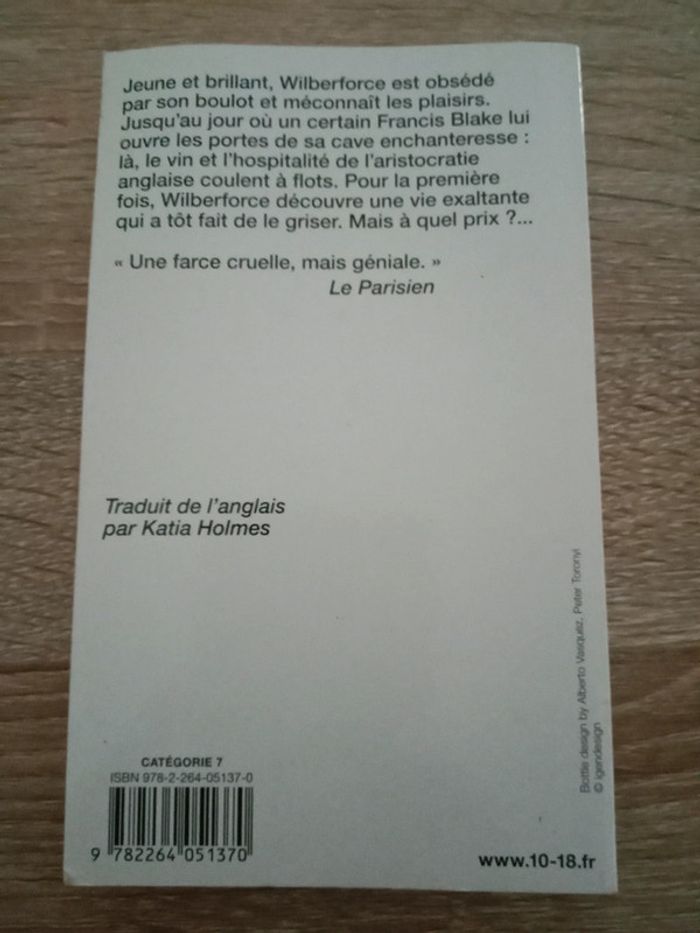 Jeune et brillant, Wilberforce est obsédé
par son boulot et méconnaît les plaisirs.
Jusqu'au jour où un certain Francis Blake lui
ouvre les portes de sa cave enchanteresse :
là, le vin et l'hospitalité de l'aristocratie
anglaise coulent à flots. Pour la première
fois, Wilberforce découvre une vie exaltante
qui a tôt fait de le griser. Mais à quel prix ?...
« Une farce cruelle, mais géniale. »
Le Parisien
Traduit de l'anglais
par Katia Holmes
Bottle design by Alberto Vasquez, Peter Toronyi
© igendesign
CATÉGORIE 7
ISBN 978-2-264-05137-0
9 782264 051370
www.10-18.fr